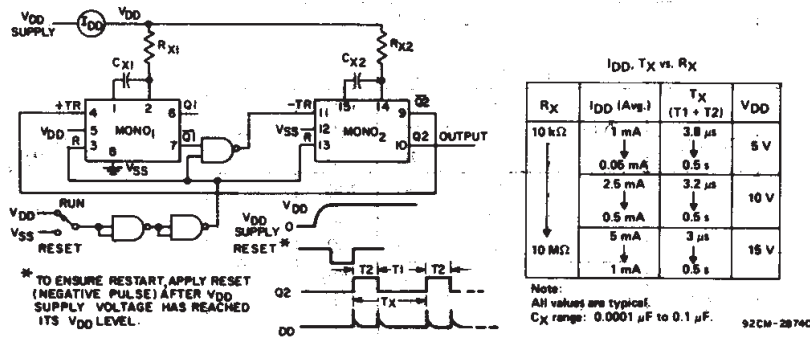 VDD SUPPLY
IDD
VDD
RX1
RX2
CX1
CX2
1 2
15 14
+TR 4 6 Q1
VDD 5 MONO1
R 3 7 Q1
8
VSS
-TR 11 9 Q2
VSS 12 MONO2
R 13 10 Q2 OUTPUT
VDD RUN
VSS
RESET
VDD
VDD SUPPLY
0
RESET *
T2 T1 T2
Q2
TX
DD
* TO ENSURE RESTART, APPLY RESET
(NEGATIVE PULSE) AFTER VDD
SUPPLY VOLTAGE HAS REACHED
ITS VDD LEVEL.
IDD, TX vs. RX
RX IDD (Avg.) TX (T1 + T2) VDD
10 kΩ 1 mA 3.8 µs 5 V
0.05 mA 0.5 s
2.5 mA 3.2 µs 10 V
0.5 mA 0.5 s
5 mA 3 µs 15 V
10 MΩ 1 mA 0.5 s
Note:
All values are typical.
CX range: 0.0001 µF to 0.1 µF.